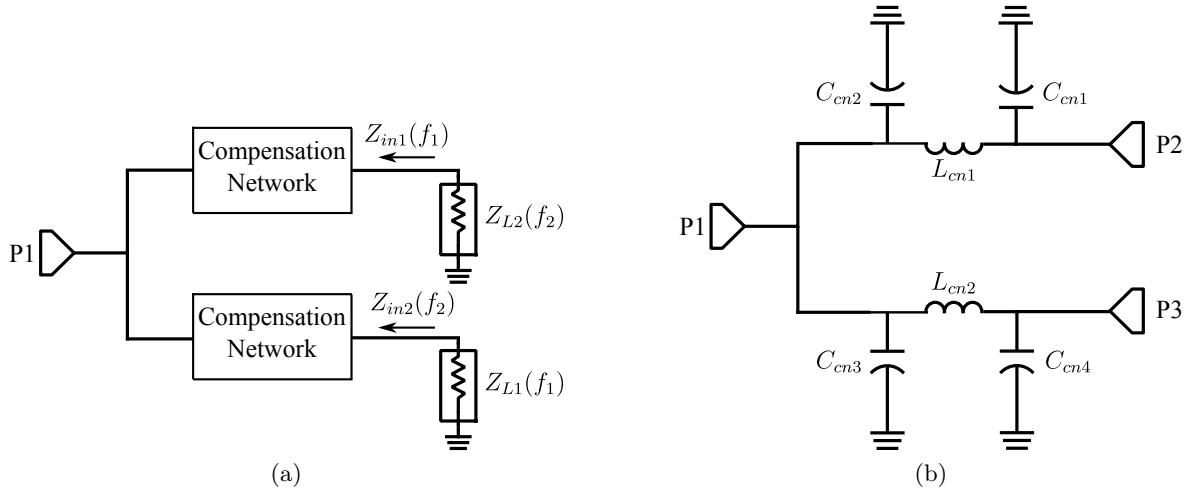 P1
Compensation
Network
Z_{in1}(f_1)
Z_{L2}(f_2)
Compensation
Network
Z_{in2}(f_2)
Z_{L1}(f_1)
(a)
C_{cn2}
C_{cn1}
L_{cn1}
P2
P1
L_{cn2}
P3
C_{cn3}
C_{cn4}
(b)